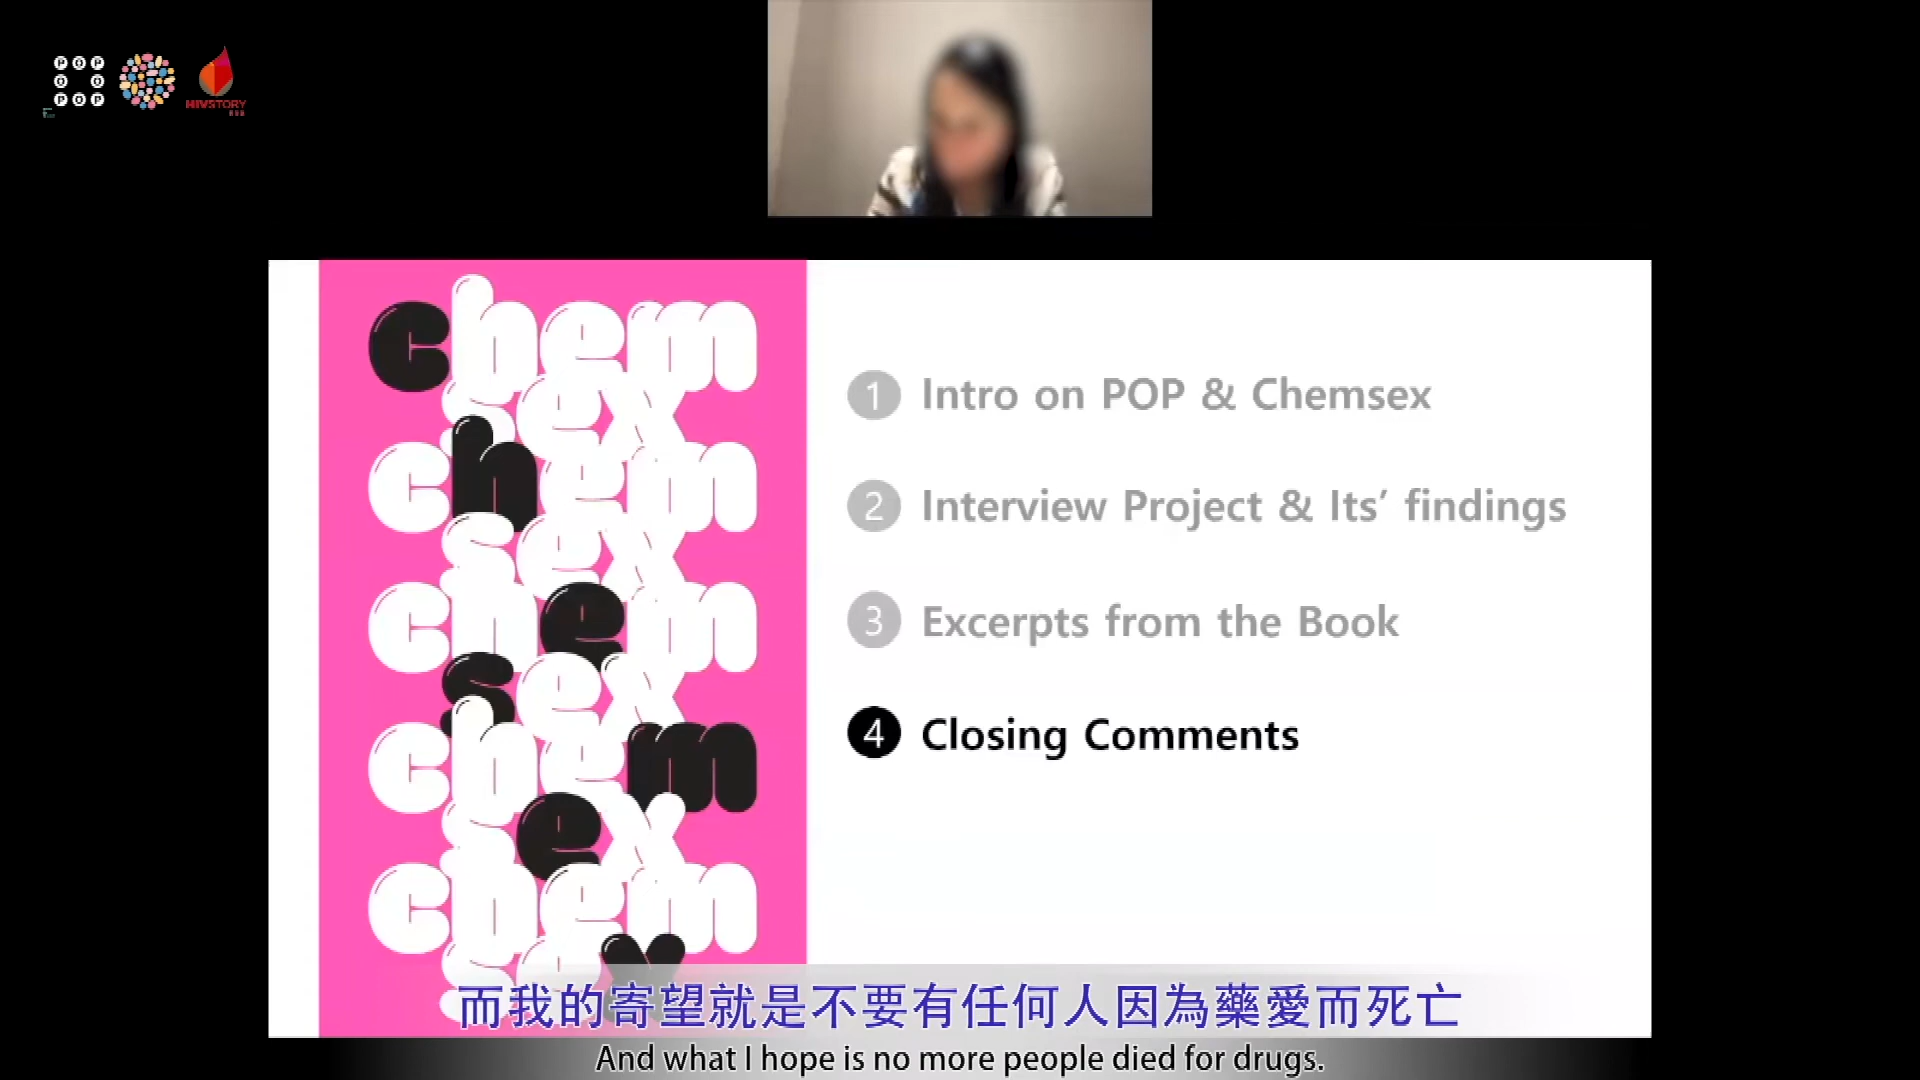 POP
O O
POP
HIVSTORY
chem
sex
chem
sex
chem
sex
chem
sex
chem
sex
1 Intro on POP & Chemsex
2 Interview Project & Its’ findings
3 Excerpts from the Book
4 Closing Comments
而我的寄望就是不要有任何人因為藥愛而死亡
And what I hope is no more people died for drugs.